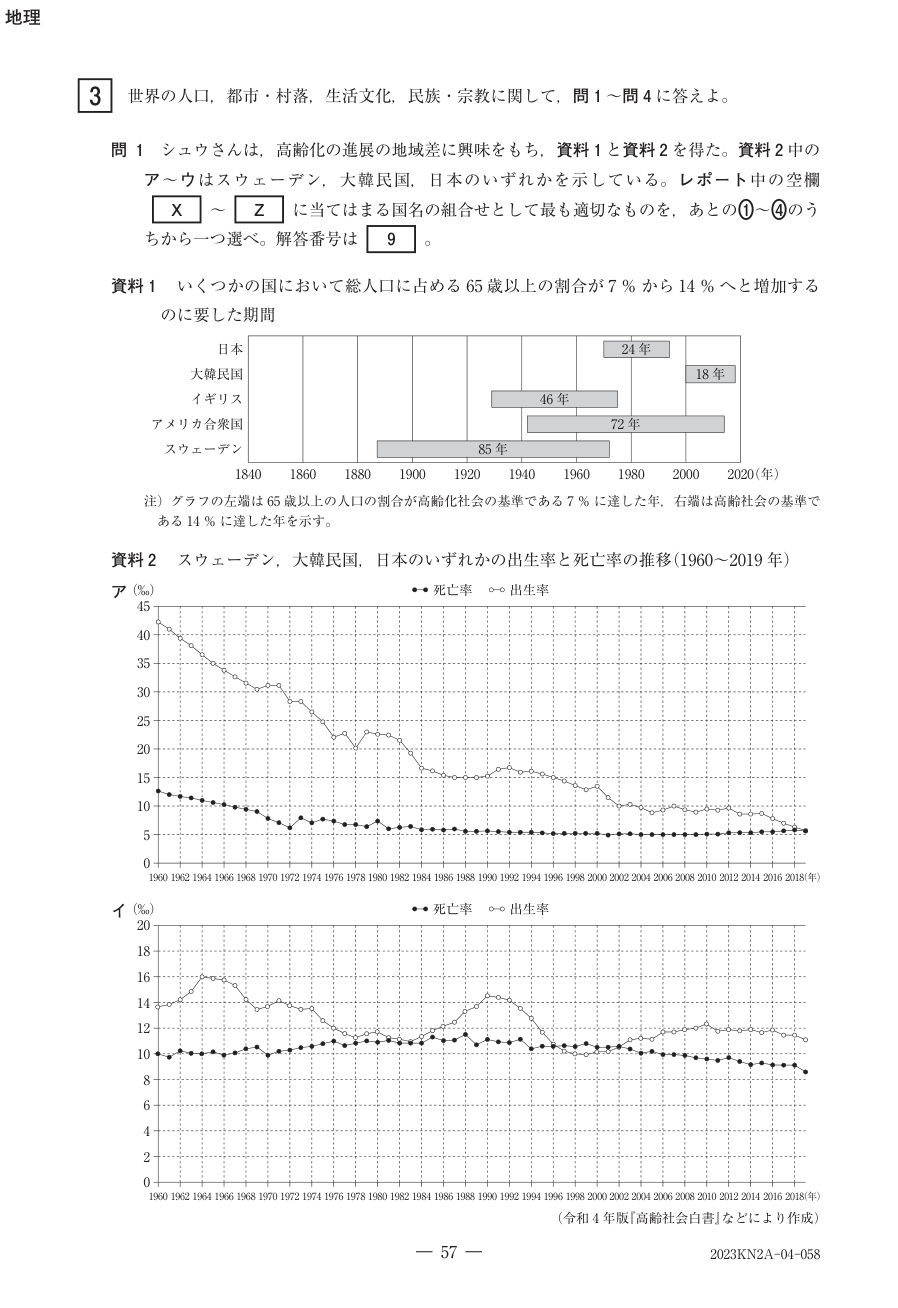 地理
3 世界の人口，都市・村落，生活文化，民族・宗教に関して，問1～問4に答えよ。
問1 シュウさんは，高齢化の進展の地域差に興味をもち，資料1と資料2を得た。資料2中の
ア～ウはスウェーデン，大韓民国，日本のいずれかを示している。レポート中の空欄
X ～ Z に当てはまる国名の組合せとして最も適切なものを，あとの①～④のう
ちから一つ選べ。解答番号は 9 。
資料1 いくつかの国において総人口に占める65歳以上の割合が7％から14％へと増加する
のに要した期間
日本 24年
大韓民国 18年
イギリス 46年
アメリカ合衆国 72年
スウェーデン 85年
1840 1860 1880 1900 1920 1940 1960 1980 2000 2020(年)
注）グラフの左端は65歳以上の人口の割合が高齢化社会の基準である7％に達した年，右端は高齢社会の基準で
ある14％に達した年を示す。
資料2 スウェーデン，大韓民国，日本のいずれかの出生率と死亡率の推移(1960～2019年)
ア (‰) 死亡率 出生率
45
40
35
30
25
20
15
10
5
0
1960 1962 1964 1966 1968 1970 1972 1974 1976 1978 1980 1982 1984 1986 1988 1990 1992 1994 1996 1998 2000 2002 2004 2006 2008 2010 2012 2014 2016 2018(年)
イ (‰) 死亡率 出生率
20
18
16
14
12
10
8
6
4
2
0
1960 1962 1964 1966 1968 1970 1972 1974 1976 1978 1980 1982 1984 1986 1988 1990 1992 1994 1996 1998 2000 2002 2004 2006 2008 2010 2012 2014 2016 2018(年)
（令和4年版『高齢社会白書』などにより作成）
― 57 ―
2023KN2A-04-058